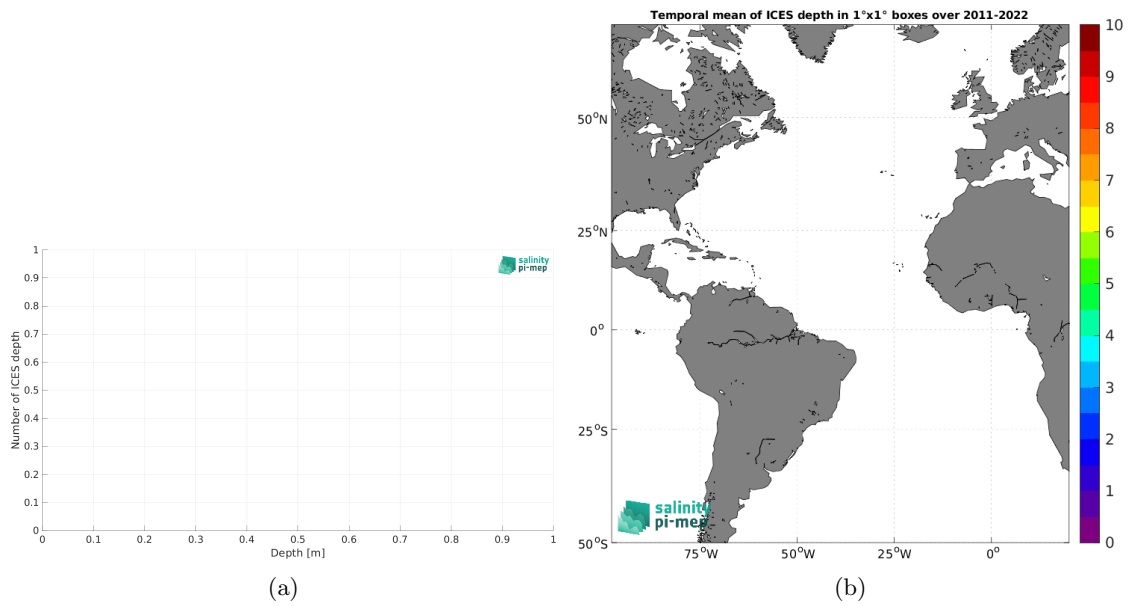 Temporal mean of ICES depth in 1°x1° boxes over 2011-2022
1
0.9
0.8
0.7
0.6
0.5
0.4
0.3
0.2
0.1
0
Number of ICES depth
0 0.1 0.2 0.3 0.4 0.5 0.6 0.7 0.8 0.9 1
Depth [m]
salinity
pi-mep
(a)
50°N
25°N
0°
25°S
50°S
75°W 50°W 25°W 0°
salinity
pi-mep
10
9
8
7
6
5
4
3
2
1
0
(b)